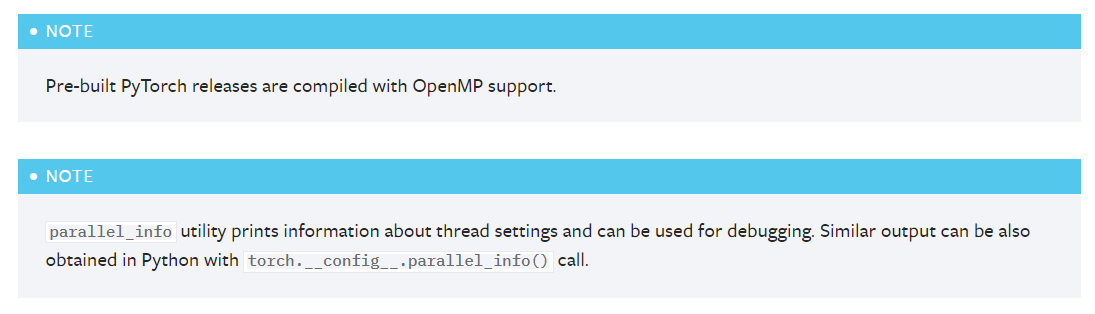 • NOTE
Pre-built PyTorch releases are compiled with OpenMP support.
• NOTE
parallel_info utility prints information about thread settings and can be used for debugging. Similar output can be also
obtained in Python with torch.__config__.parallel_info() call.